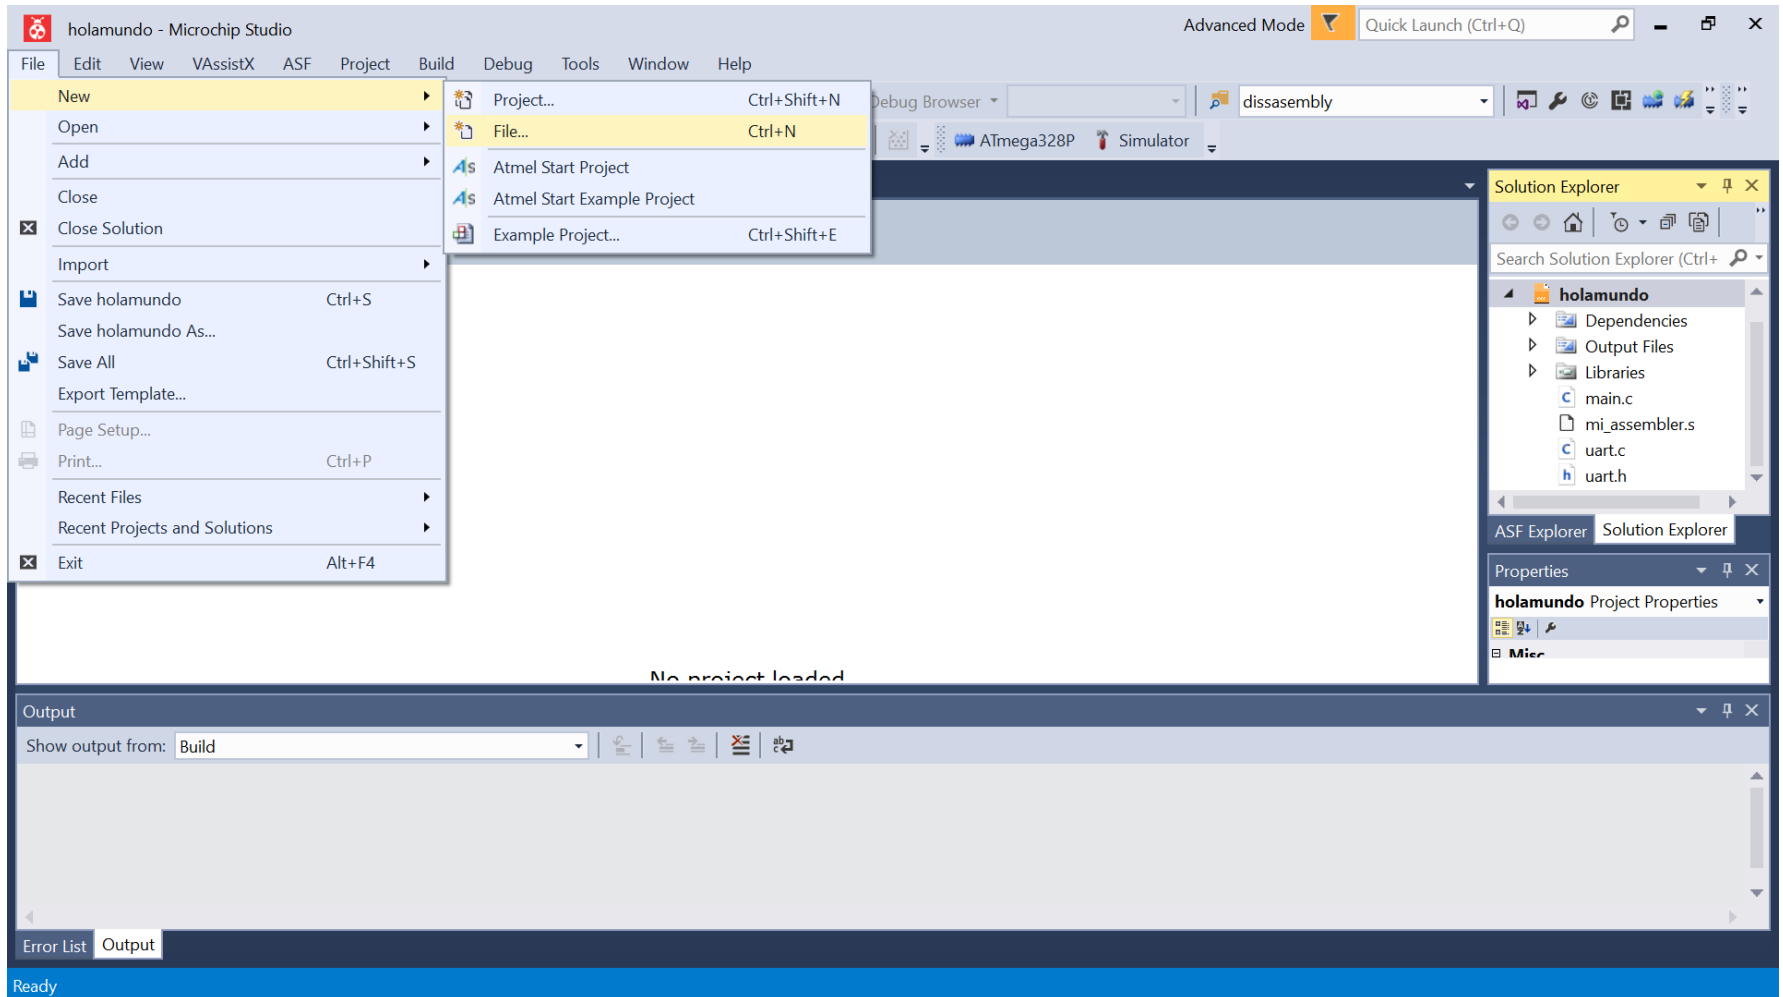 holamundo - Microchip Studio
Advanced Mode
Quick Launch (Ctrl+Q)
File Edit View VAssistX ASF Project Build Debug Tools Window Help
New
Open
Add
Close
Close Solution
Import
Save holamundo Ctrl+S
Save holamundo As...
Save All Ctrl+Shift+S
Export Template...
Page Setup...
Print... Ctrl+P
Recent Files
Recent Projects and Solutions
Exit Alt+F4
Project... Ctrl+Shift+N
File... Ctrl+N
Atmel Start Project
Atmel Start Example Project
Example Project... Ctrl+Shift+E
Debug Browser
dissasembly
ATmega328P Simulator
Solution Explorer
Search Solution Explorer (Ctrl+
holamundo
Dependencies
Output Files
Libraries
main.c
mi_assembler.s
uart.c
uart.h
ASF Explorer Solution Explorer
Properties
holamundo Project Properties
Misc
No project loaded
Output
Show output from: Build
Error List Output
Ready